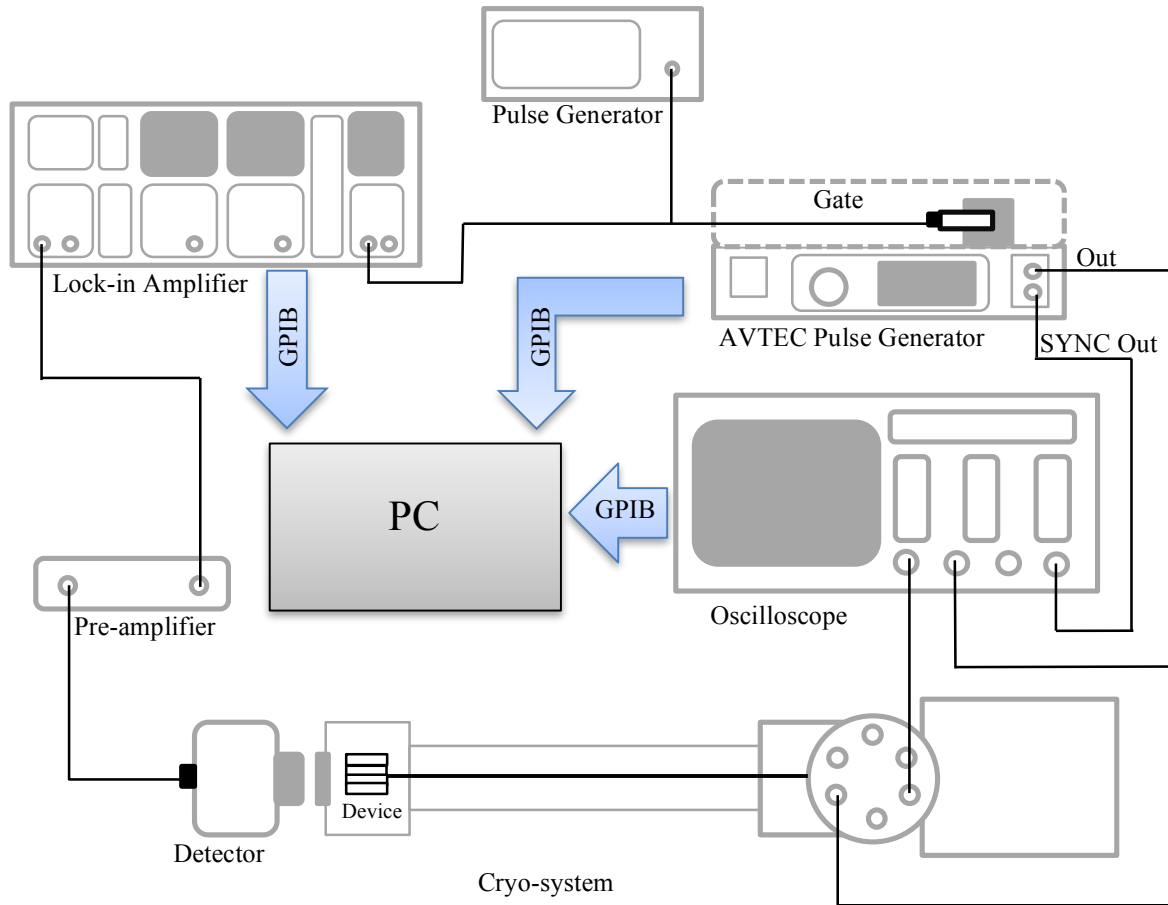 Pulse Generator
Gate
Lock-in Amplifier
Out
GPIB
GPIB
AVTEC Pulse Generator
SYNC Out
PC
GPIB
Oscilloscope
Pre-amplifier
Device
Detector
Cryo-system